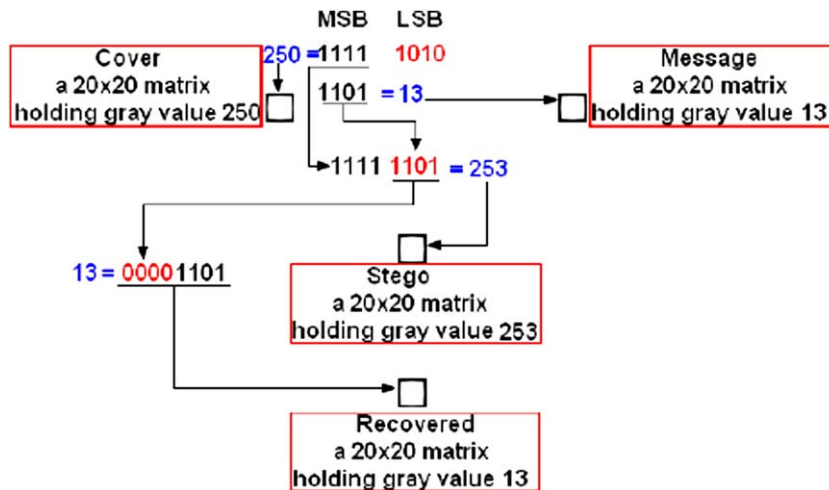 MSB LSB
250 = 1111 1010
Cover
a 20x20 matrix
holding gray value 250
1101 = 13
Message
a 20x20 matrix
holding gray value 13
1111 1101 = 253
13 = 00001101
Stego
a 20x20 matrix
holding gray value 253
Recovered
a 20x20 matrix
holding gray value 13